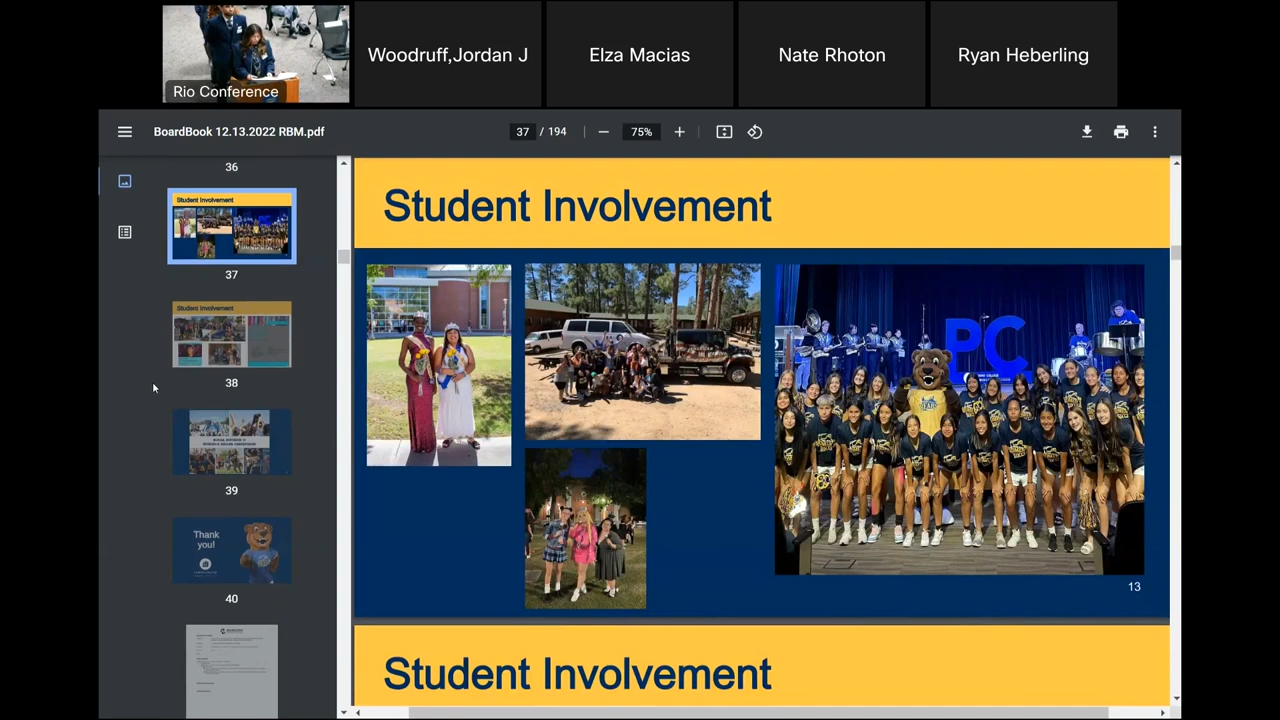 Rio Conference
Woodruff,Jordan J
Elza Macias
Nate Rhoton
Ryan Heberling
BoardBook 12.13.2022 RBM.pdf
37 / 194
75%
36
Student Involvement
37
Student Involvement
38
39
Thank
you!
40
Student Involvement
PC
13
Student Involvement